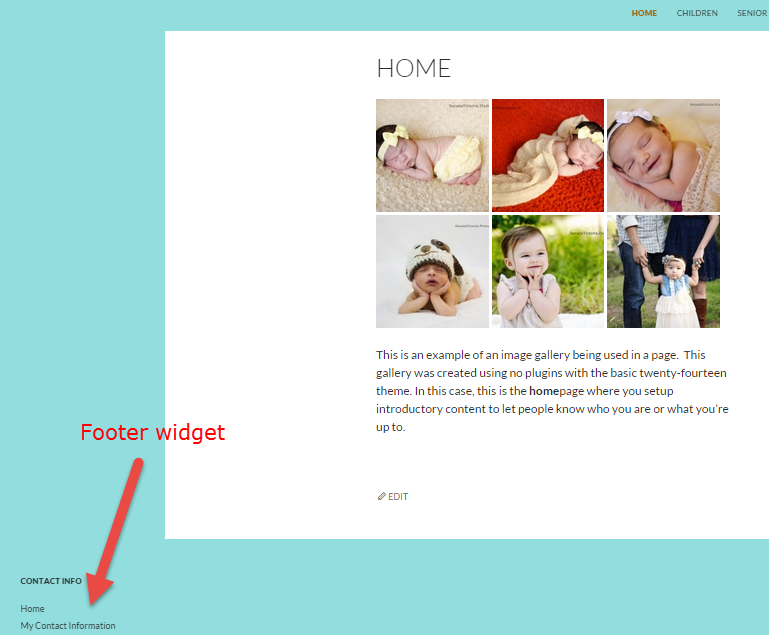 HOME CHILDREN SENIOR
HOME
This is an example of an image gallery being used in a page. This
gallery was created using no plugins with the basic twenty-fourteen
theme. In this case, this is the homepage where you setup
introductory content to let people know who you are or what you're
up to.
Footer widget
EDIT
CONTACT INFO
Home
My Contact Information